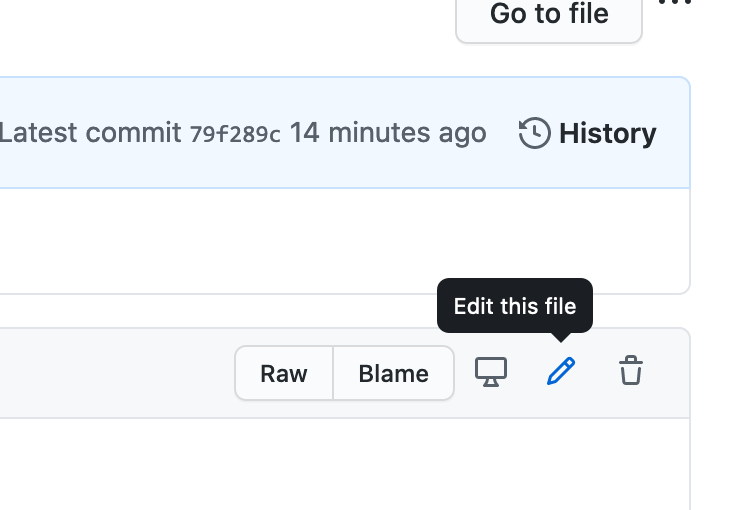 Go to file
Latest commit 79f289c 14 minutes ago History
Edit this file
Raw Blame